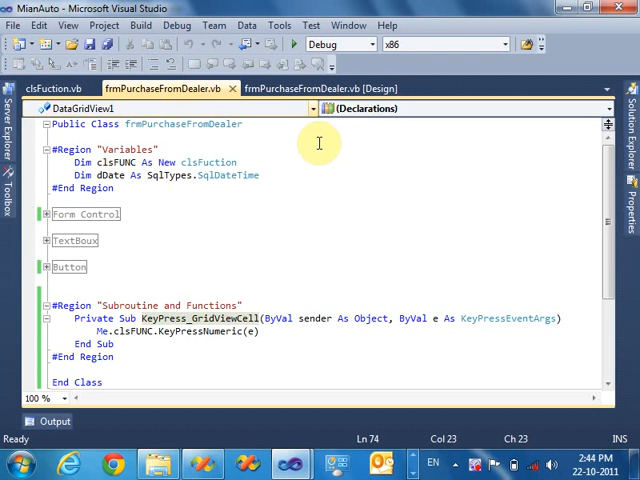 MianAuto - Microsoft Visual Studio
File Edit View Project Build Debug Team Data Tools Test Window Help
Debug x86
clsFuction.vb frmPurchaseFromDealer.vb frmPurchaseFromDealer.vb [Design]
DataGridView1 (Declarations)
Server Explorer
Toolbox
Solution Explorer
Properties
Public Class frmPurchaseFromDealer
#Region "Variables"
Dim clsFUNC As New clsFuction
Dim dDate As SqlTypes.SqlDateTime
#End Region
Form Control
TextBoux
Button
#Region "Subroutine and Functions"
Private Sub KeyPress_GridViewCell(ByVal sender As Object, ByVal e As KeyPressEventArgs)
Me.clsFUNC.KeyPressNumeric(e)
End Sub
#End Region
End Class
100 %
Output
Ready Ln 74 Col 23 Ch 23 INS
EN 2:44 PM
22-10-2011